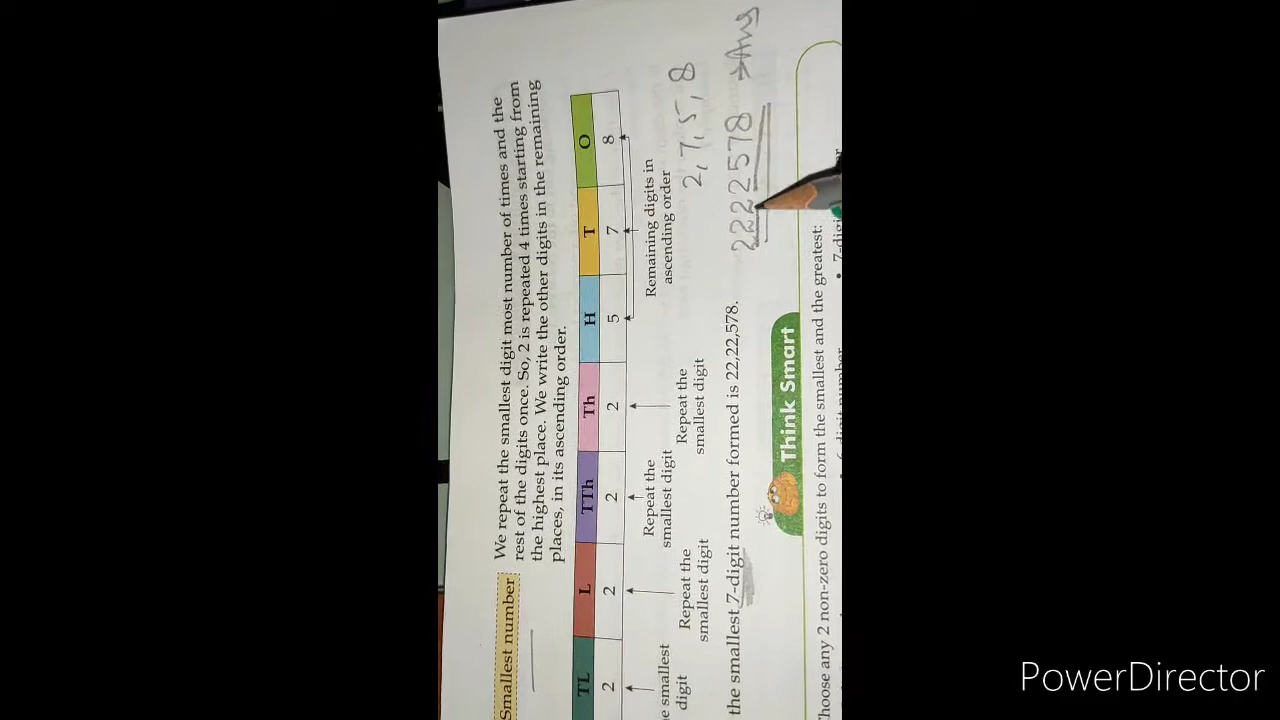 Smallest number
We repeat the smallest digit most number of times and the
rest of the digits once. So, 2 is repeated 4 times starting from
the highest place. We write the other digits in the remaining
places, in its ascending order.
TL L TTh Th H T O
2 2 2 2 5 7 8
smallest
digit
Repeat the
smallest digit
Repeat the
smallest digit
Repeat the
smallest digit
Remaining digits in
ascending order
2, 7, 5, 8
the smallest 7-digit number formed is 22,22,578.
2222578 → Ans
Think Smart
any 2 non-zero digits to form the smallest and the greatest:
PowerDirector